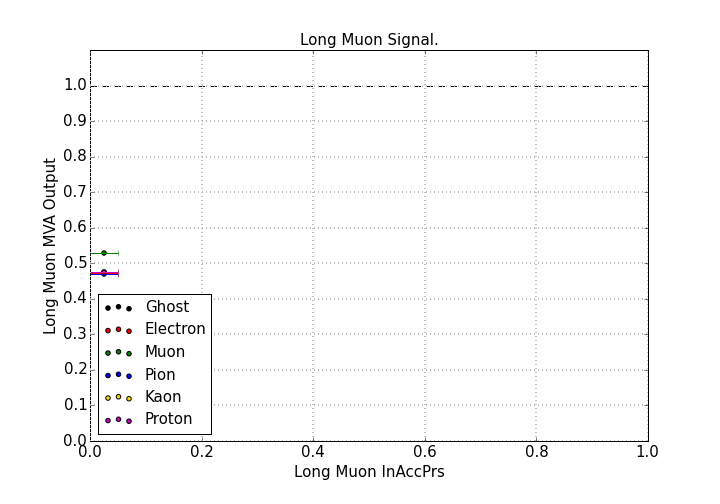 Long Muon Signal.
Long Muon MVA Output
1.0
0.9
0.8
0.7
0.6
0.5
0.4
0.3
0.2
0.1
0.0
Ghost
Electron
Muon
Pion
Kaon
Proton
0.0 0.2 0.4 0.6 0.8 1.0
Long Muon InAccPrs